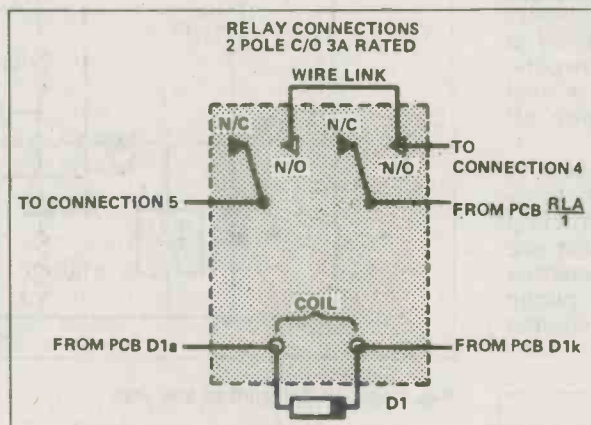 RELAY CONNECTIONS
2 POLE C/O 3A RATED
WIRE LINK
N/C
N/C
N/O
N/O
TO
CONNECTION 4
TO CONNECTION 5
FROM PCB RLA/1
COIL
FROM PCB D1a
FROM PCB D1k
D1